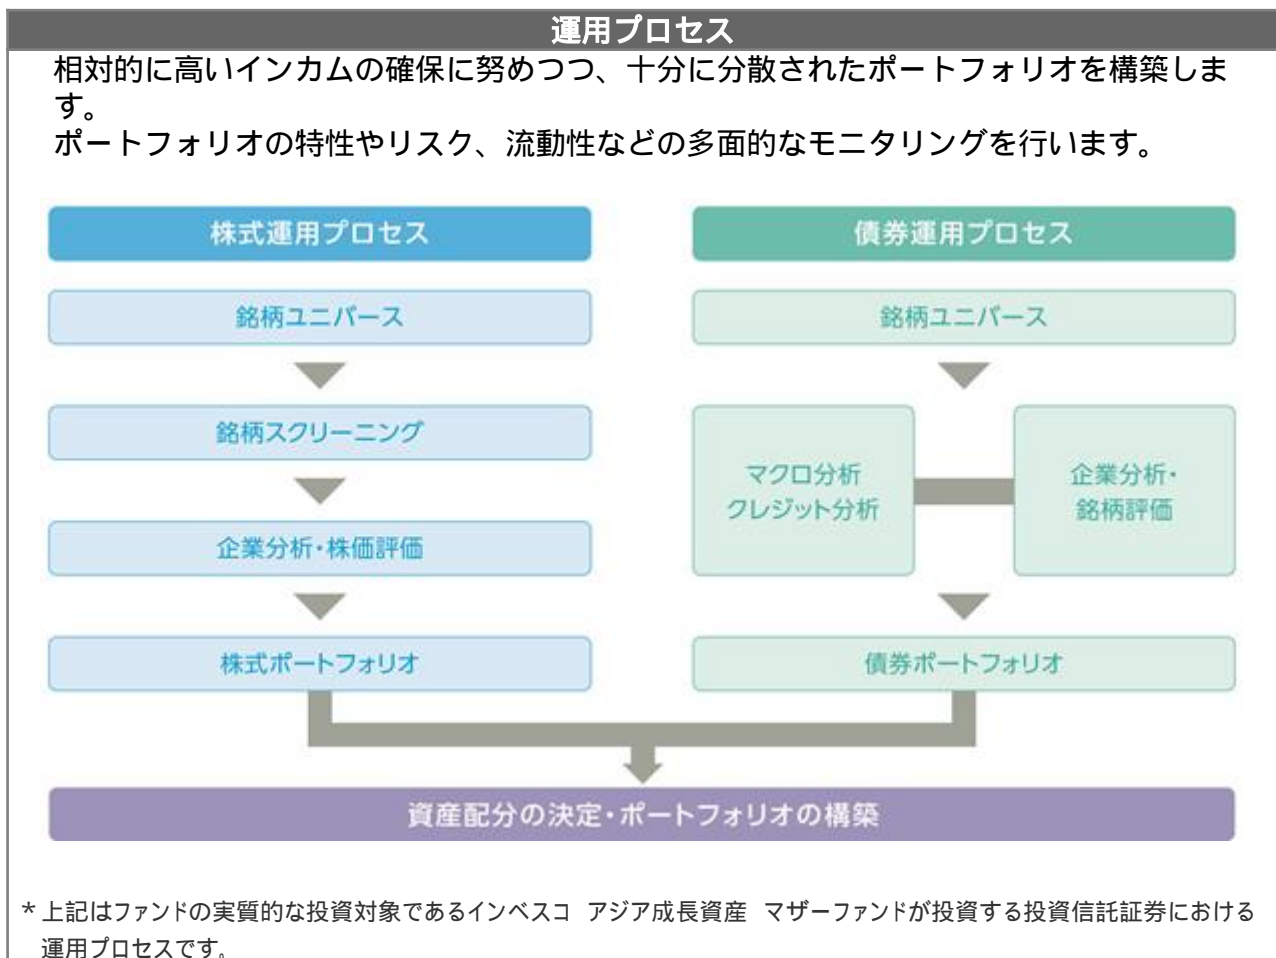 運用プロセス
相対的に高いインカムの確保に努めつつ、十分に分散されたポートフォリオを構築しま
す。
ポートフォリオの特性やリスク、流動性などの多面的なモニタリングを行います。
株式運用プロセス
銘柄ユニバース
銘柄スクリーニング
企業分析・株価評価
株式ポートフォリオ
債券運用プロセス
銘柄ユニバース
マクロ分析
クレジット分析
企業分析・
銘柄評価
債券ポートフォリオ
資産配分の決定・ポートフォリオの構築
*上記はファンドの実質的な投資対象であるインベスコ アジア成長資産 マザーファンドが投資する投資信託証券における
運用プロセスです。